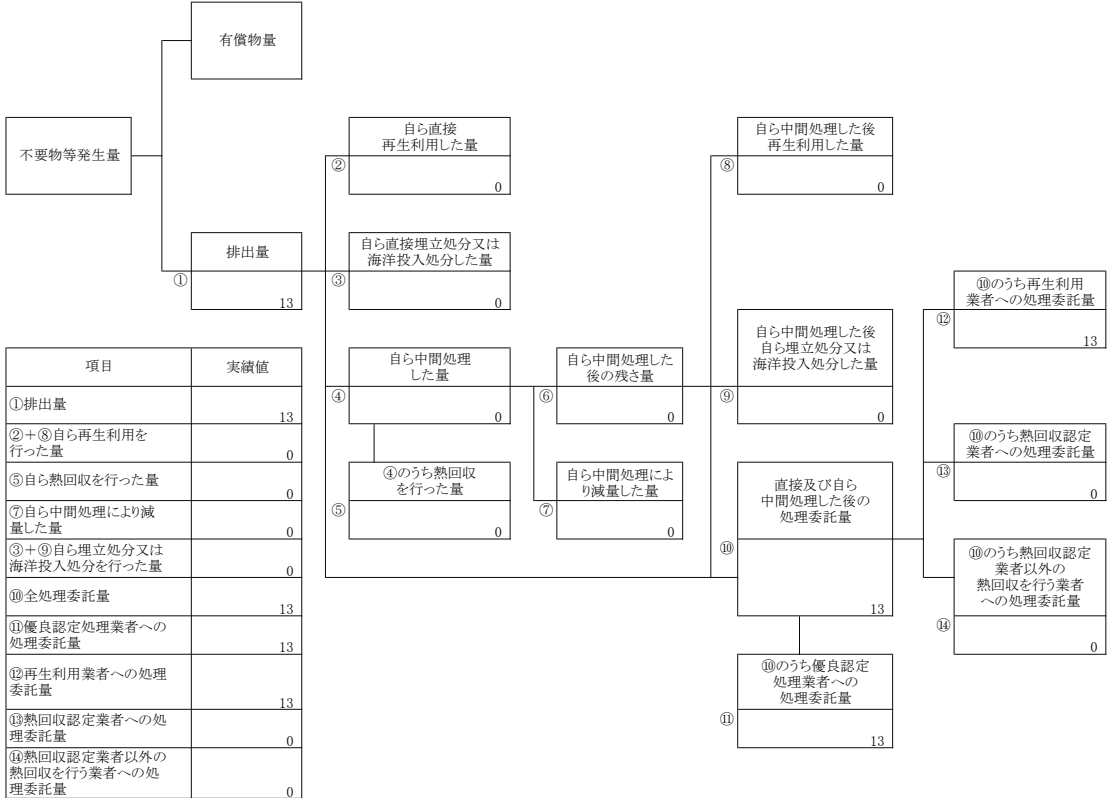 有償物量
不要物等発生量
自ら直接
再生利用した量
②
0
自ら中間処理した後
再生利用した量
⑧
0
排出量
①
13
自ら直接埋立処分又は
海洋投入処分した量
③
0
⑩のうち再生利用
業者への処理委託量
⑫
13
自ら中間処理
した量
④
0
自ら中間処理した
後の残さ量
⑥
0
自ら中間処理した後
自ら埋立処分又は
海洋投入処分した量
⑨
0
④のうち熱回収
を行った量
⑤
0
自ら中間処理によ
り減量した量
⑦
0
直接及び自ら
中間処理した後の
処理委託量
⑩
13
⑩のうち熱回収認定
業者への処理委託量
⑬
0
⑩のうち熱回収認定
業者以外の
熱回収を行う業者
への処理委託量
⑭
0
⑩のうち優良認定
処理業者への
処理委託量
⑪
13
項目 実績値
①排出量
13
②+⑧自ら再生利用を
行った量 0
⑤自ら熱回収を行った量
0
⑦自ら中間処理により減
量した量 0
③+⑨自ら埋立処分又は
海洋投入処分を行った量 0
⑩全処理委託量
13
⑪優良認定処理業者への
処理委託量 13
⑫再生利用業者への処理
委託量
13
⑬熱回収認定業者への処
理委託量 0
⑭熱回収認定業者以外の
熱回収を行う業者への処
理委託量 0